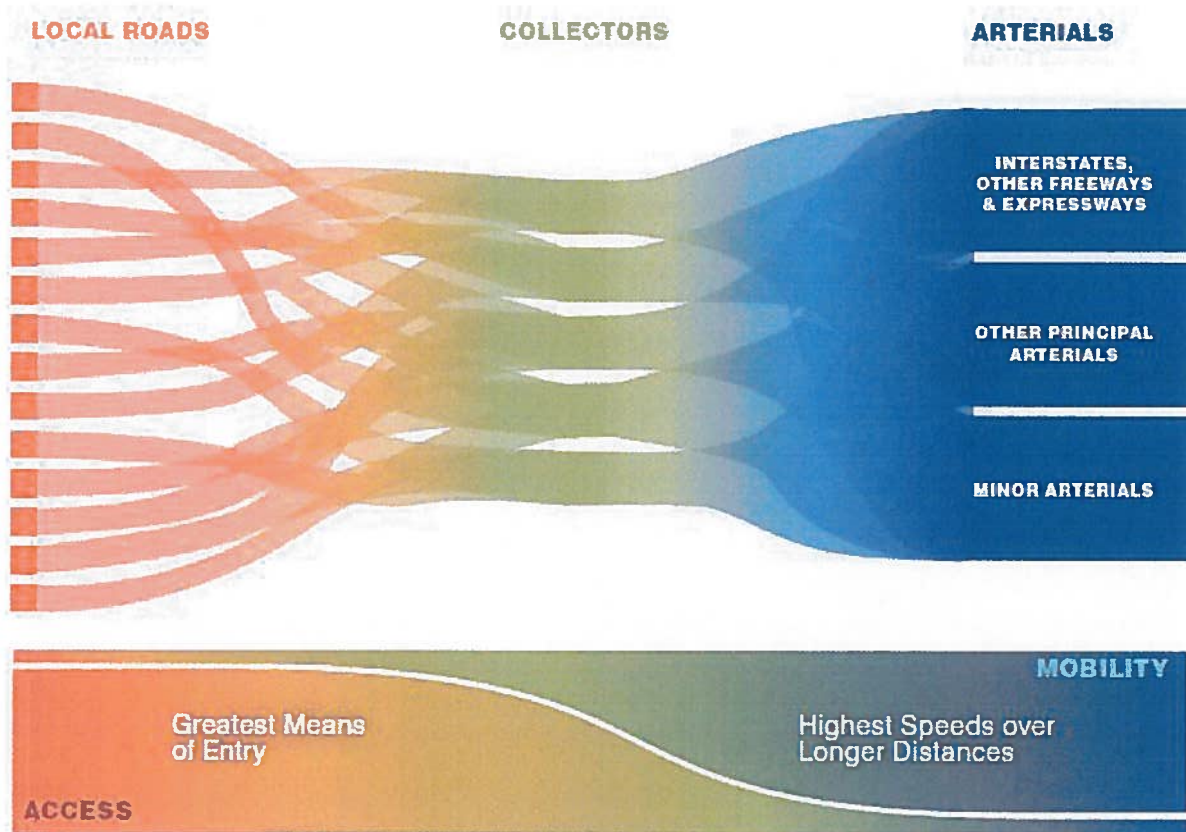 LOCAL ROADS
COLLECTORS
ARTERIALS
INTERSTATES,
OTHER FREEWAYS
& EXPRESSWAYS
OTHER PRINCIPAL
ARTERIALS
MINOR ARTERIALS
MOBILITY
Greatest Means
of Entry
Highest Speeds over
Longer Distances
ACCESS